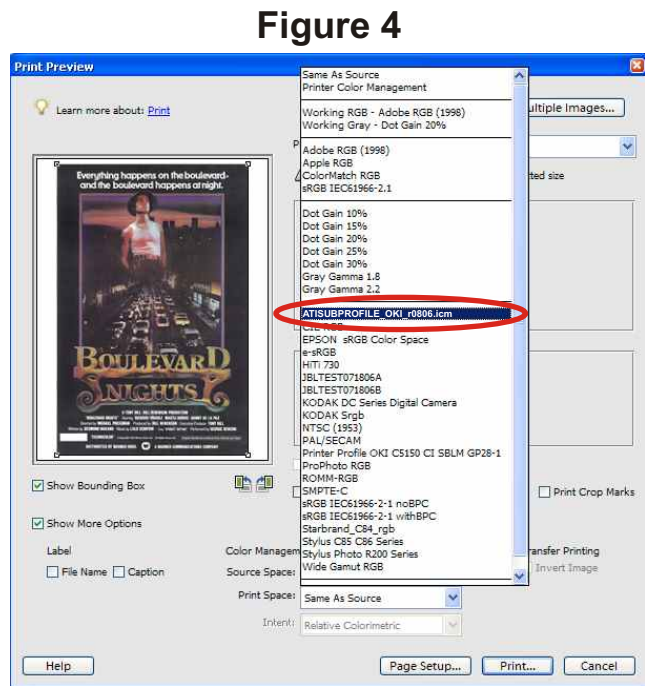 Figure 4
Print Preview
Learn more about: Print
ultiple Images...
P
ted size
Everything happens on the boulevard-
and the boulevard happens at night.
BOULEVARD
NIGHTS
Same As Source
Printer Color Management
Working RGB - Adobe RGB (1998)
Working Gray - Dot Gain 20%
Adobe RGB (1998)
Apple RGB
ColorMatch RGB
sRGB IEC61966-2.1
Dot Gain 10%
Dot Gain 15%
Dot Gain 20%
Dot Gain 25%
Dot Gain 30%
Gray Gamma 1.8
Gray Gamma 2.2
ATISUBPROFILE_OKI_r0806.icm
CIE RGB
EPSON sRGB Color Space
e-sRGB
HiTi 730
JBLTEST071806A
JBLTEST071806B
KODAK DC Series Digital Camera
KODAK Srgb
NTSC (1953)
PAL/SECAM
Printer Profile OKI C5150 CI SBLM GP28-1
ProPhoto RGB
ROMM-RGB
SMPTE-C
sRGB IEC61966-2-1 noBPC
sRGB IEC61966-2-1 withBPC
Starbrand_C84_rgb
Stylus C85 C86 Series
Stylus Photo R200 Series
Wide Gamut RGB
Show Bounding Box
Print Crop Marks
Show More Options
Label
Color Managem
ransfer Printing
File Name
Caption
Source Space:
Invert Image
Print Space:
Same As Source
Intent:
Relative Colorimetric
Help
Page Setup...
Print...
Cancel